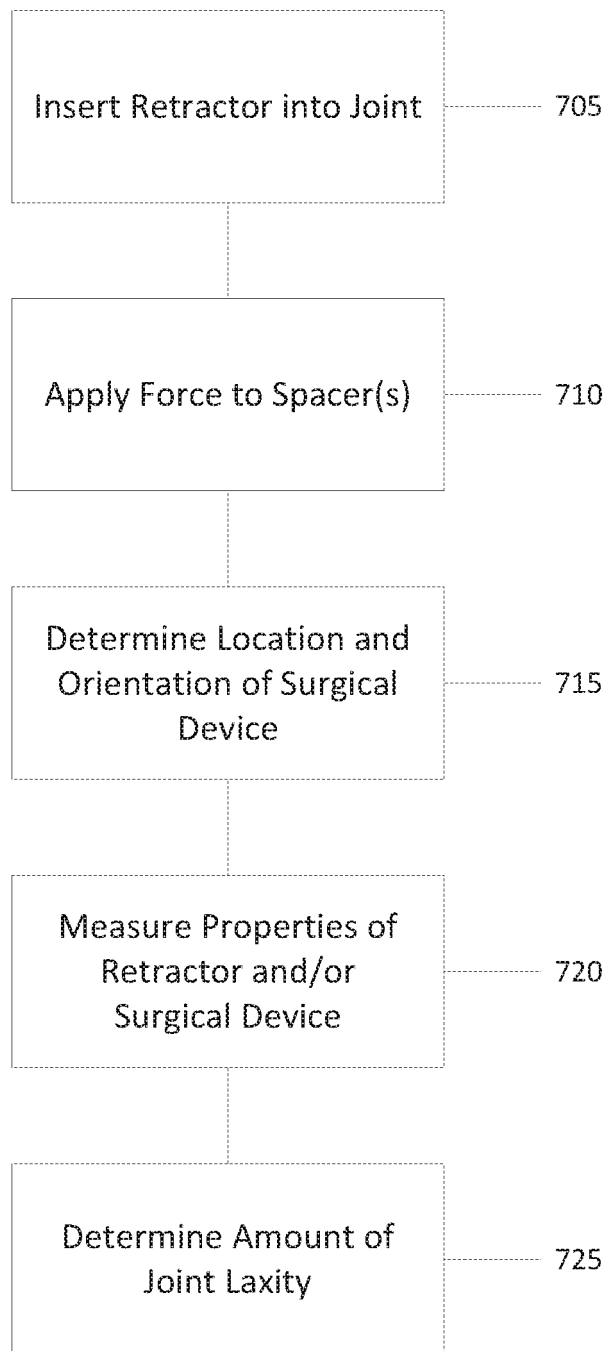 Insert Retractor into Joint
705
Apply Force to Spacer(s)
710
Determine Location and
Orientation of Surgical
Device
715
Measure Properties of
Retractor and/or
Surgical Device
720
Determine Amount of
Joint Laxity
725